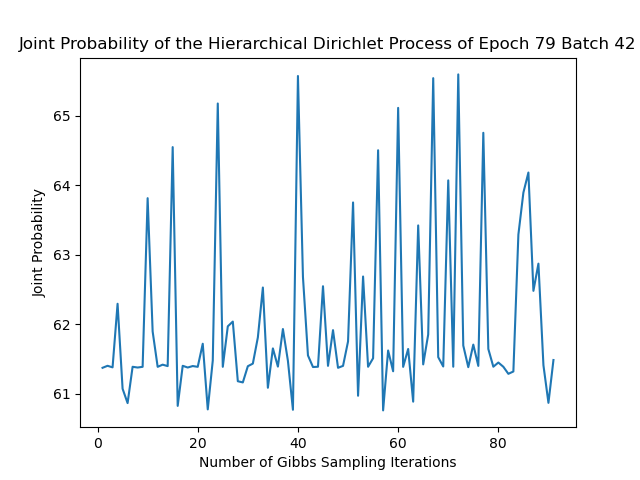 Joint Probability of the Hierarchical Dirichlet Process of Epoch 79 Batch 42
Joint Probability
65
64
63
62
61
0 20 40 60 80
Number of Gibbs Sampling Iterations